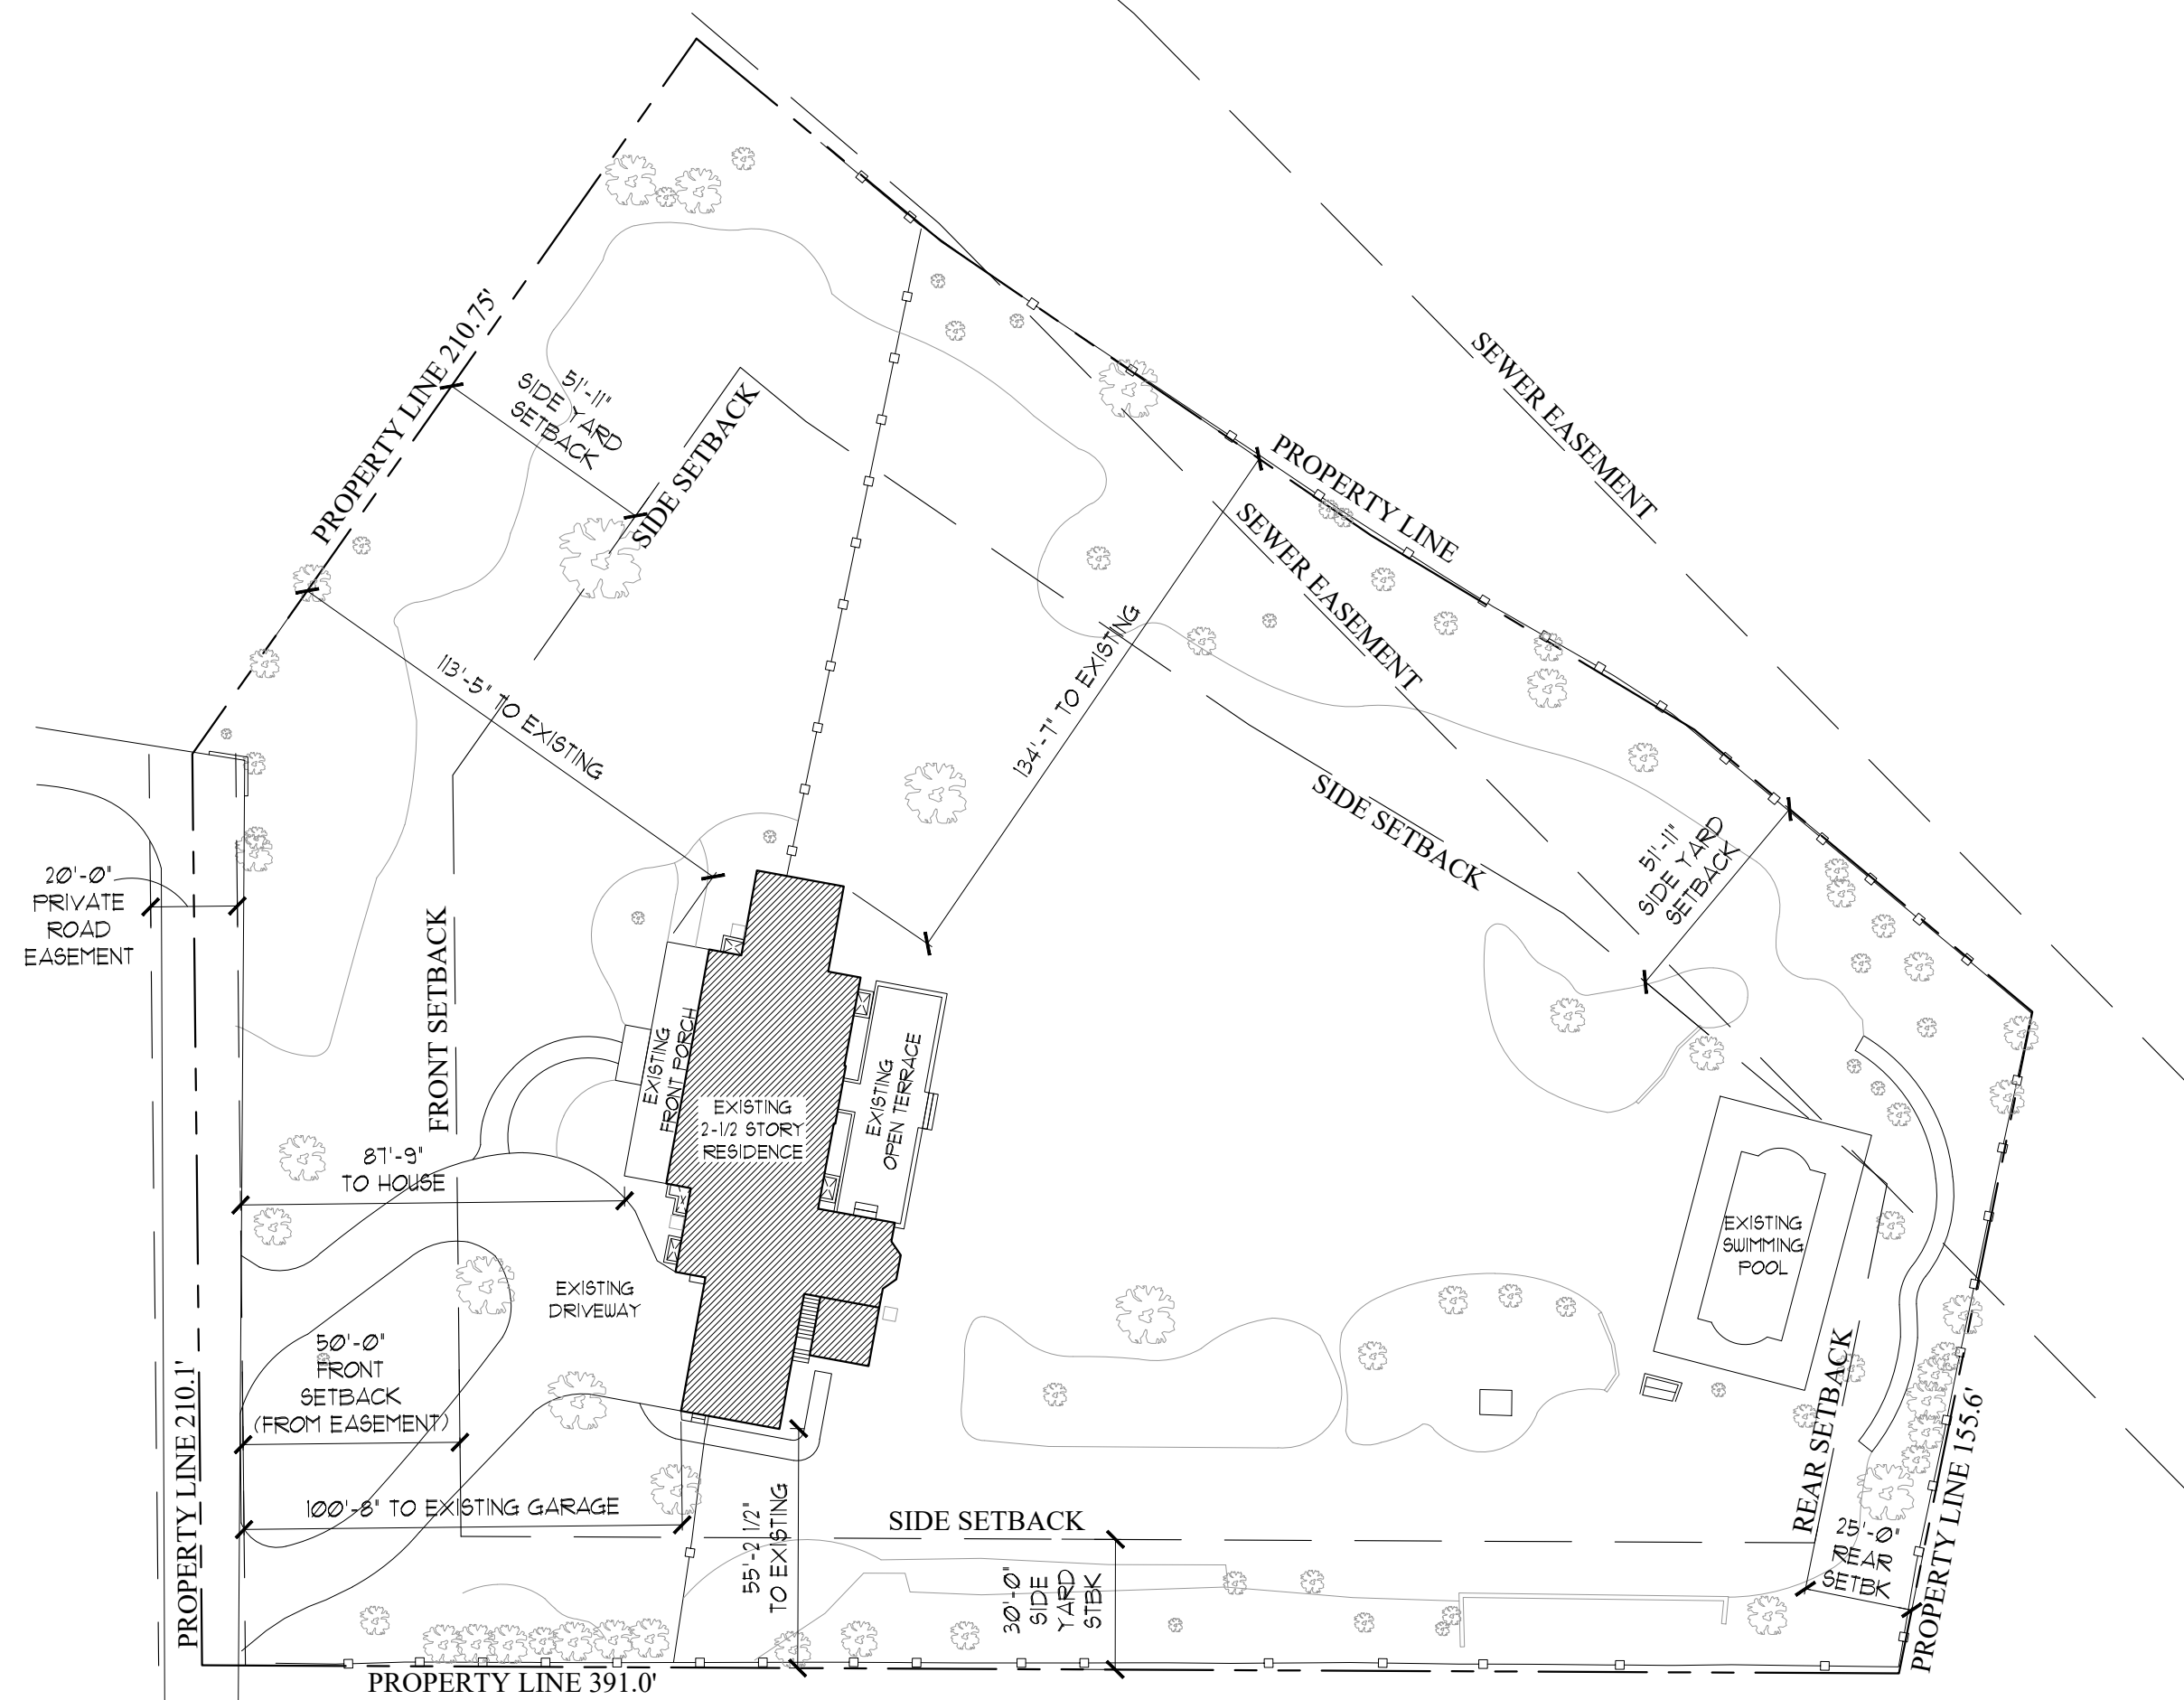 SEWER EASEMENT
PROPERTY LINE 210.75'
51'-11"
SIDE YARD
SETBACK
SIDE SETBACK
PROPERTY LINE
SEWER EASEMENT
113'-5" TO EXISTING
134'-7" TO EXISTING
SIDE SETBACK
51'-11"
SIDE YARD
SETBACK
20'-0"
PRIVATE
ROAD
EASEMENT
FRONT SETBACK
EXISTING
FRONT PORCH
EXISTING
2-1/2 STORY
RESIDENCE
EXISTING
OPEN TERRACE
87'-9"
TO HOUSE
EXISTING
SWIMMING
POOL
EXISTING
DRIVEWAY
50'-0"
FRONT
SETBACK
(FROM EASEMENT)
PROPERTY LINE 210.1'
100'-8" TO EXISTING GARAGE
55'-2 1/2"
TO EXISTING
SIDE SETBACK
30'-0"
SIDE
YARD
STBK
REAR SETBACK
25'-0"
REAR
SETBK
PROPERTY LINE 155.6'
PROPERTY LINE 391.0'